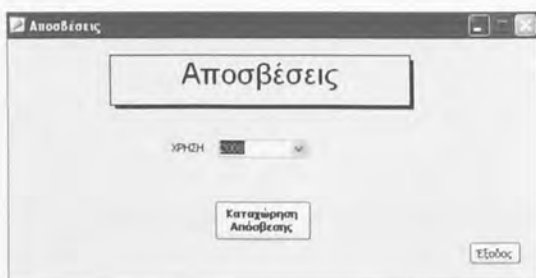 Αποσβέσεις
Αποσβέσεις
ΧΡΗΣΗ
Καταχώρηση
Απόσβεσης
Έξοδος